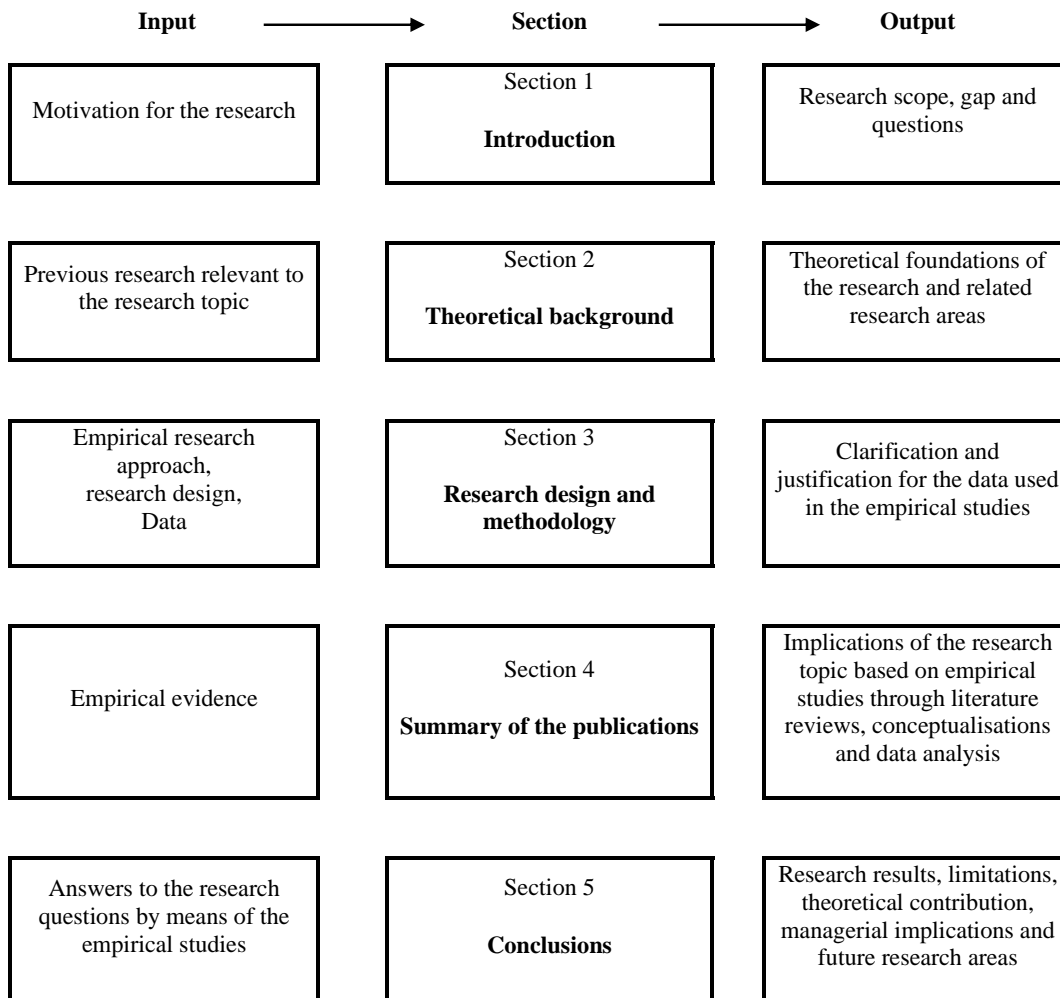 Input
Section
Output
Motivation for the research
Section 1
Introduction
Research scope, gap and
questions
Previous research relevant to
the research topic
Section 2
Theoretical background
Theoretical foundations of
the research and related
research areas
Empirical research
approach,
research design,
Data
Section 3
Research design and
methodology
Clarification and
justification for the data used
in the empirical studies
Empirical evidence
Section 4
Summary of the publications
Implications of the research
topic based on empirical
studies through literature
reviews, conceptualisations
and data analysis
Answers to the research
questions by means of the
empirical studies
Section 5
Conclusions
Research results, limitations,
theoretical contribution,
managerial implications and
future research areas